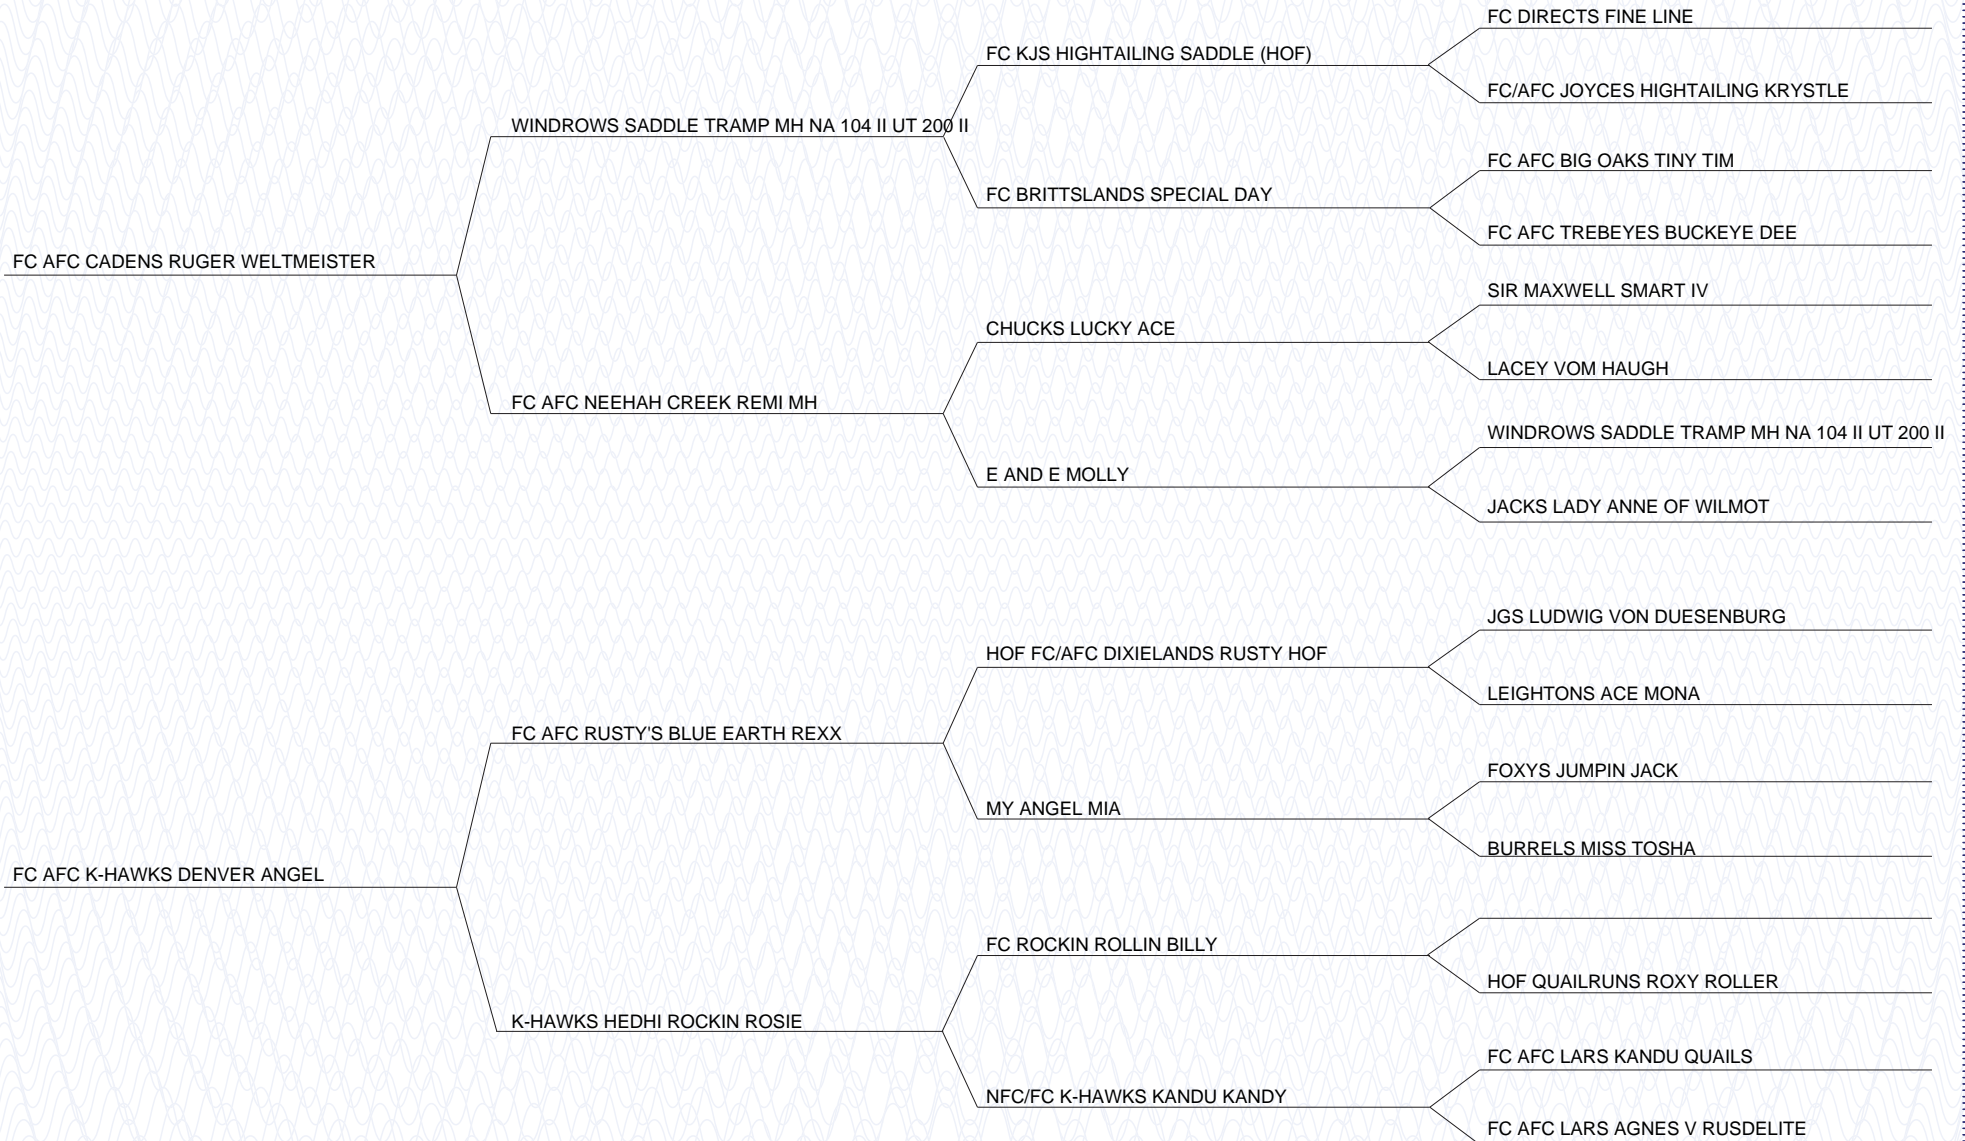 FC DIRECTS FINE LINE
FC KJS HIGHTAILING SADDLE (HOF)
FC/AFC JOYCES HIGHTAILING KRYSTLE
WINDROWS SADDLE TRAMP MH NA 104 II UT 200 II
FC AFC BIG OAKS TINY TIM
FC BRITTSLANDS SPECIAL DAY
FC AFC TREBEYES BUCKEYE DEE
FC AFC CADENS RUGER WELTMEISTER
SIR MAXWELL SMART IV
CHUCKS LUCKY ACE
LACEY VOM HAUGH
FC AFC NEEHAH CREEK REMI MH
WINDROWS SADDLE TRAMP MH NA 104 II UT 200 II
E AND E MOLLY
JACKS LADY ANNE OF WILMOT
JGS LUDWIG VON DUESENBURG
HOF FC/AFC DIXIELANDS RUSTY HOF
LEIGHTONS ACE MONA
FC AFC RUSTY'S BLUE EARTH REXX
FOXYS JUMPIN JACK
MY ANGEL MIA
BURRELS MISS TOSHA
FC AFC K-HAWKS DENVER ANGEL
FC ROCKIN ROLLIN BILLY
HOF QUAILRUNS ROXY ROLLER
K-HAWKS HEDHI ROCKIN ROSIE
FC AFC LARS KANDU QUAILS
NFC/FC K-HAWKS KANDU KANDY
FC AFC LARS AGNES V RUSDELITE